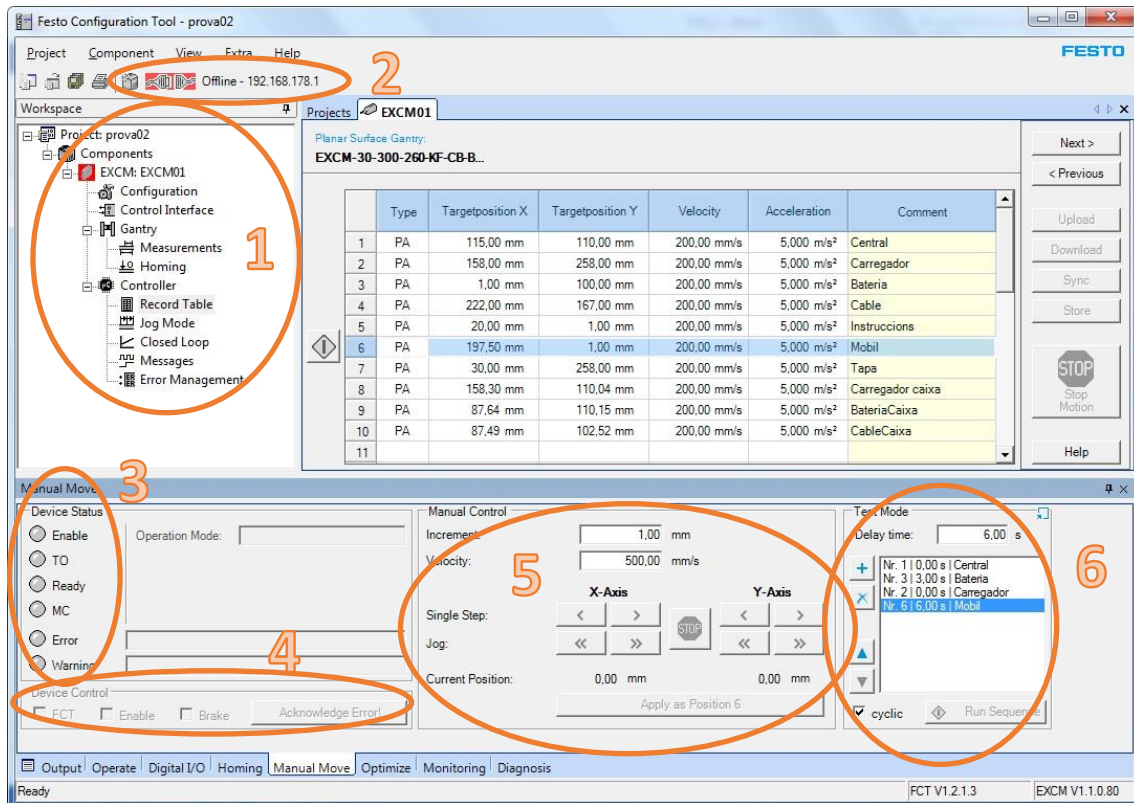 Festo Configuration Tool - prova02
Project Component View Extra Help
FESTO
Offline - 192.168.178.1
2
Workspace
Projects EXCM01
Project: prova02
Components
EXCM: EXCM01
Configuration
Control Interface
Gantry
Measurements
Homing
Controller
Record Table
Jog Mode
Closed Loop
Messages
Error Management
1
Planar Surface Gantry:
EXCM-30-300-260-KF-CB-B...
Type Targetposition X Targetposition Y Velocity Acceleration Comment
1 PA 115,00 mm 110,00 mm 200,00 mm/s 5,000 m/s² Central
2 PA 158,00 mm 258,00 mm 200,00 mm/s 5,000 m/s² Carregador
3 PA 1,00 mm 100,00 mm 200,00 mm/s 5,000 m/s² Bateria
4 PA 222,00 mm 167,00 mm 200,00 mm/s 5,000 m/s² Cable
5 PA 20,00 mm 1,00 mm 200,00 mm/s 5,000 m/s² Instruccions
6 PA 197,50 mm 1,00 mm 200,00 mm/s 5,000 m/s² Mobil
7 PA 30,00 mm 258,00 mm 200,00 mm/s 5,000 m/s² Tapa
8 PA 158,30 mm 110,04 mm 200,00 mm/s 5,000 m/s² Carregador caixa
9 PA 87,64 mm 110,15 mm 200,00 mm/s 5,000 m/s² BateriaCaixa
10 PA 87,49 mm 102,52 mm 200,00 mm/s 5,000 m/s² CableCaixa
11
Next >
< Previous
Upload
Download
Sync
Store
STOP
Stop
Motion
Help
Manual Move
3
Device Status
Enable
TO
Ready
MC
Error
Warning
Operation Mode:
4
Device Control
FCT Enable Brake Acknowledge Error!
Manual Control
Increment: 1,00 mm
Velocity: 500,00 mm/s
5
X-Axis Y-Axis
Single Step: < > STOP < >
Jog: << >> << >>
Current Position: 0,00 mm 0,00 mm
Apply as Position 6
Test Mode
Delay time: 6,00 s
Nr. 1 | 0,00 s | Central
Nr. 3 | 3,00 s | Bateria
Nr. 2 | 0,00 s | Carregador
Nr. 6 | 6,00 s | Mobil
6
cyclic Run Sequence
Output Operate Digital I/O Homing Manual Move Optimize Monitoring Diagnosis
Ready FCT V1.2.1.3 EXCM V1.1.0.80